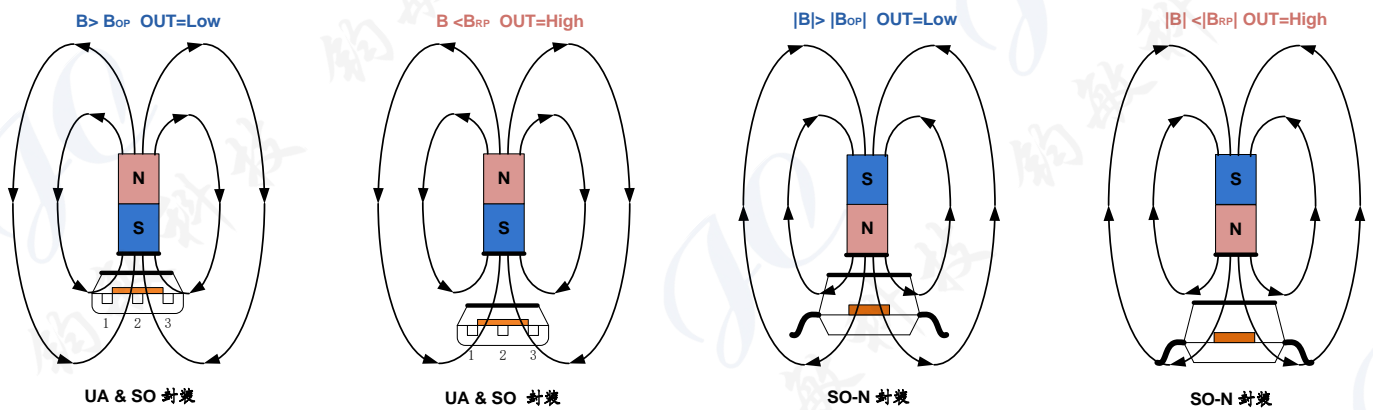 B> BOP OUT=Low
N
S
1 2 3
UA & SO 封装
B <BRP OUT=High
N
S
1 2 3
UA & SO 封装
|B|> |BOP| OUT=Low
S
N
SO-N 封装
|B| <|BRP| OUT=High
S
N
SO-N 封装